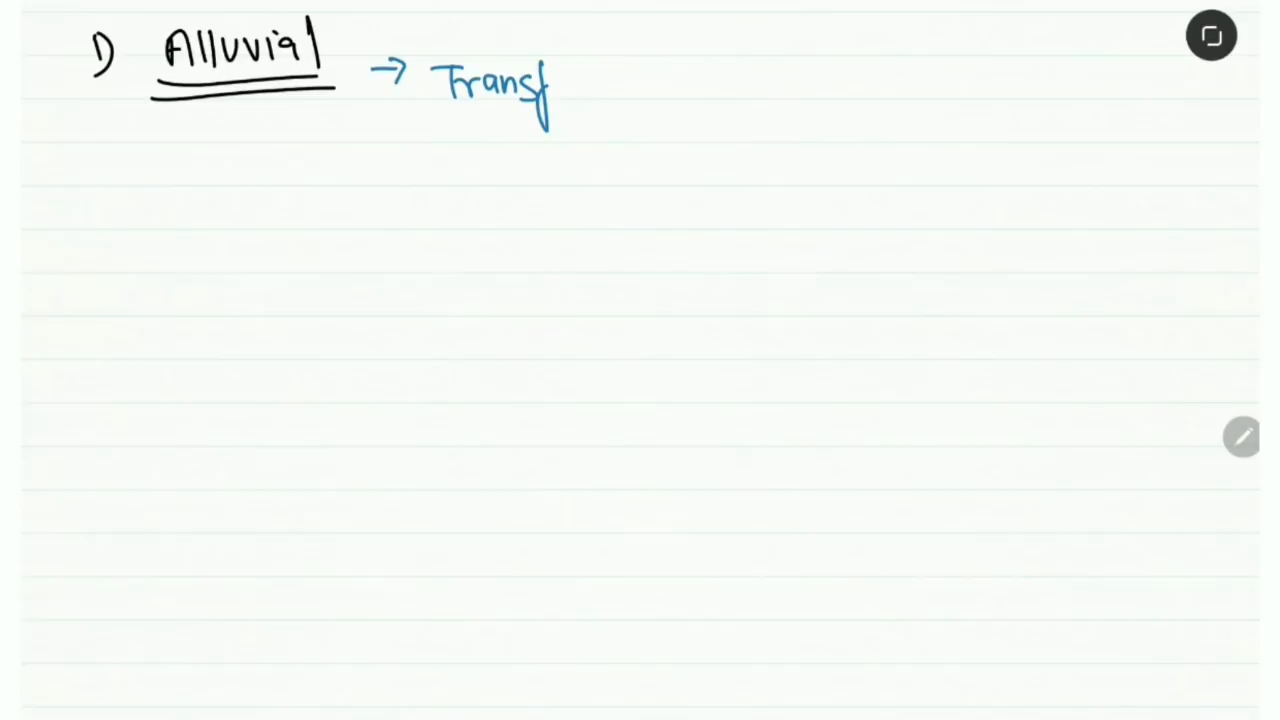 1) Alluvial → Transf